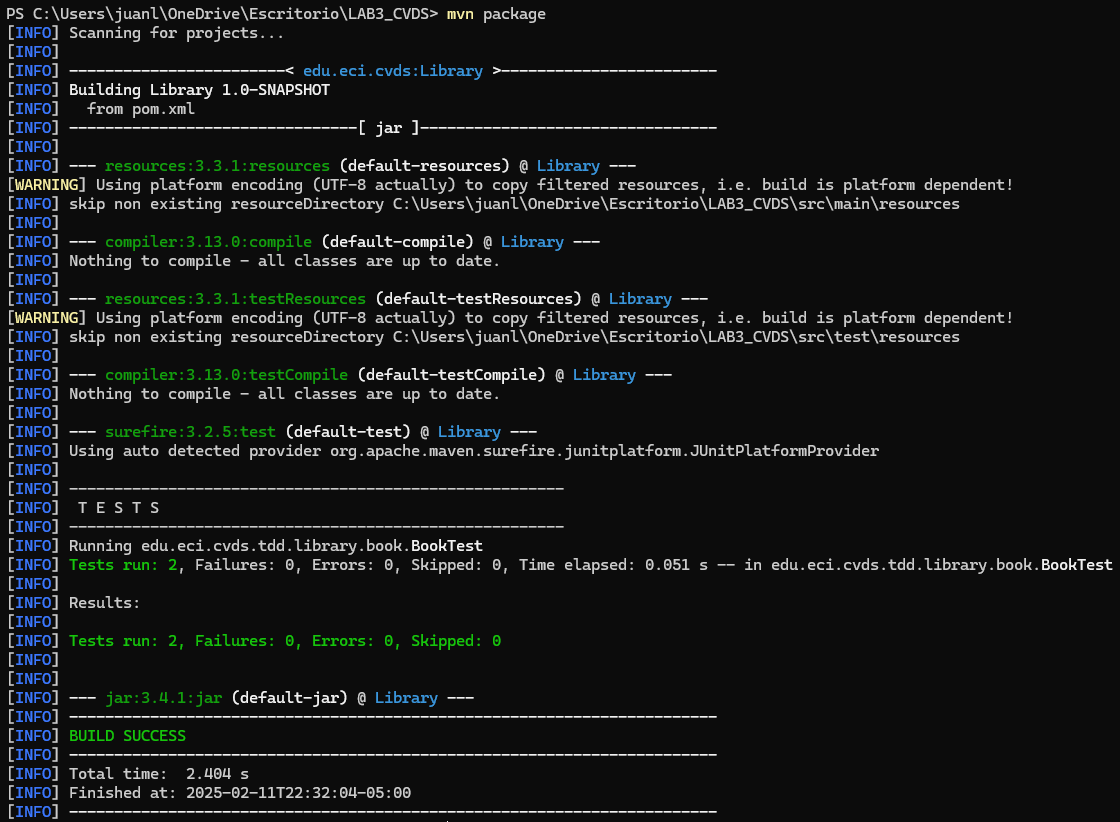 PS C:\Users\juanl\OneDrive\Escritorio\LAB3_CVDS> mvn package
[INFO] Scanning for projects...
[INFO]
[INFO] ------------------------< edu.eci.cvds:Library >------------------------
[INFO] Building Library 1.0-SNAPSHOT
[INFO]   from pom.xml
[INFO] --------------------------------[ jar ]---------------------------------
[INFO]
[INFO] --- resources:3.3.1:resources (default-resources) @ Library ---
[WARNING] Using platform encoding (UTF-8 actually) to copy filtered resources, i.e. build is platform dependent!
[INFO] skip non existing resourceDirectory C:\Users\juanl\OneDrive\Escritorio\LAB3_CVDS\src\main\resources
[INFO]
[INFO] --- compiler:3.13.0:compile (default-compile) @ Library ---
[INFO] Nothing to compile - all classes are up to date.
[INFO]
[INFO] --- resources:3.3.1:testResources (default-testResources) @ Library ---
[WARNING] Using platform encoding (UTF-8 actually) to copy filtered resources, i.e. build is platform dependent!
[INFO] skip non existing resourceDirectory C:\Users\juanl\OneDrive\Escritorio\LAB3_CVDS\src\test\resources
[INFO]
[INFO] --- compiler:3.13.0:testCompile (default-testCompile) @ Library ---
[INFO] Nothing to compile - all classes are up to date.
[INFO]
[INFO] --- surefire:3.2.5:test (default-test) @ Library ---
[INFO] Using auto detected provider org.apache.maven.surefire.junitplatform.JUnitPlatformProvider
[INFO]
[INFO] -------------------------------------------------------
[INFO]  T E S T S
[INFO] -------------------------------------------------------
[INFO] Running edu.eci.cvds.tdd.library.book.BookTest
[INFO] Tests run: 2, Failures: 0, Errors: 0, Skipped: 0, Time elapsed: 0.051 s -- in edu.eci.cvds.tdd.library.book.BookTest
[INFO]
[INFO] Results:
[INFO]
[INFO] Tests run: 2, Failures: 0, Errors: 0, Skipped: 0
[INFO]
[INFO]
[INFO] --- jar:3.4.1:jar (default-jar) @ Library ---
[INFO] ------------------------------------------------------------------------
[INFO] BUILD SUCCESS
[INFO] ------------------------------------------------------------------------
[INFO] Total time:  2.404 s
[INFO] Finished at: 2025-02-11T22:32:04-05:00
[INFO] ------------------------------------------------------------------------